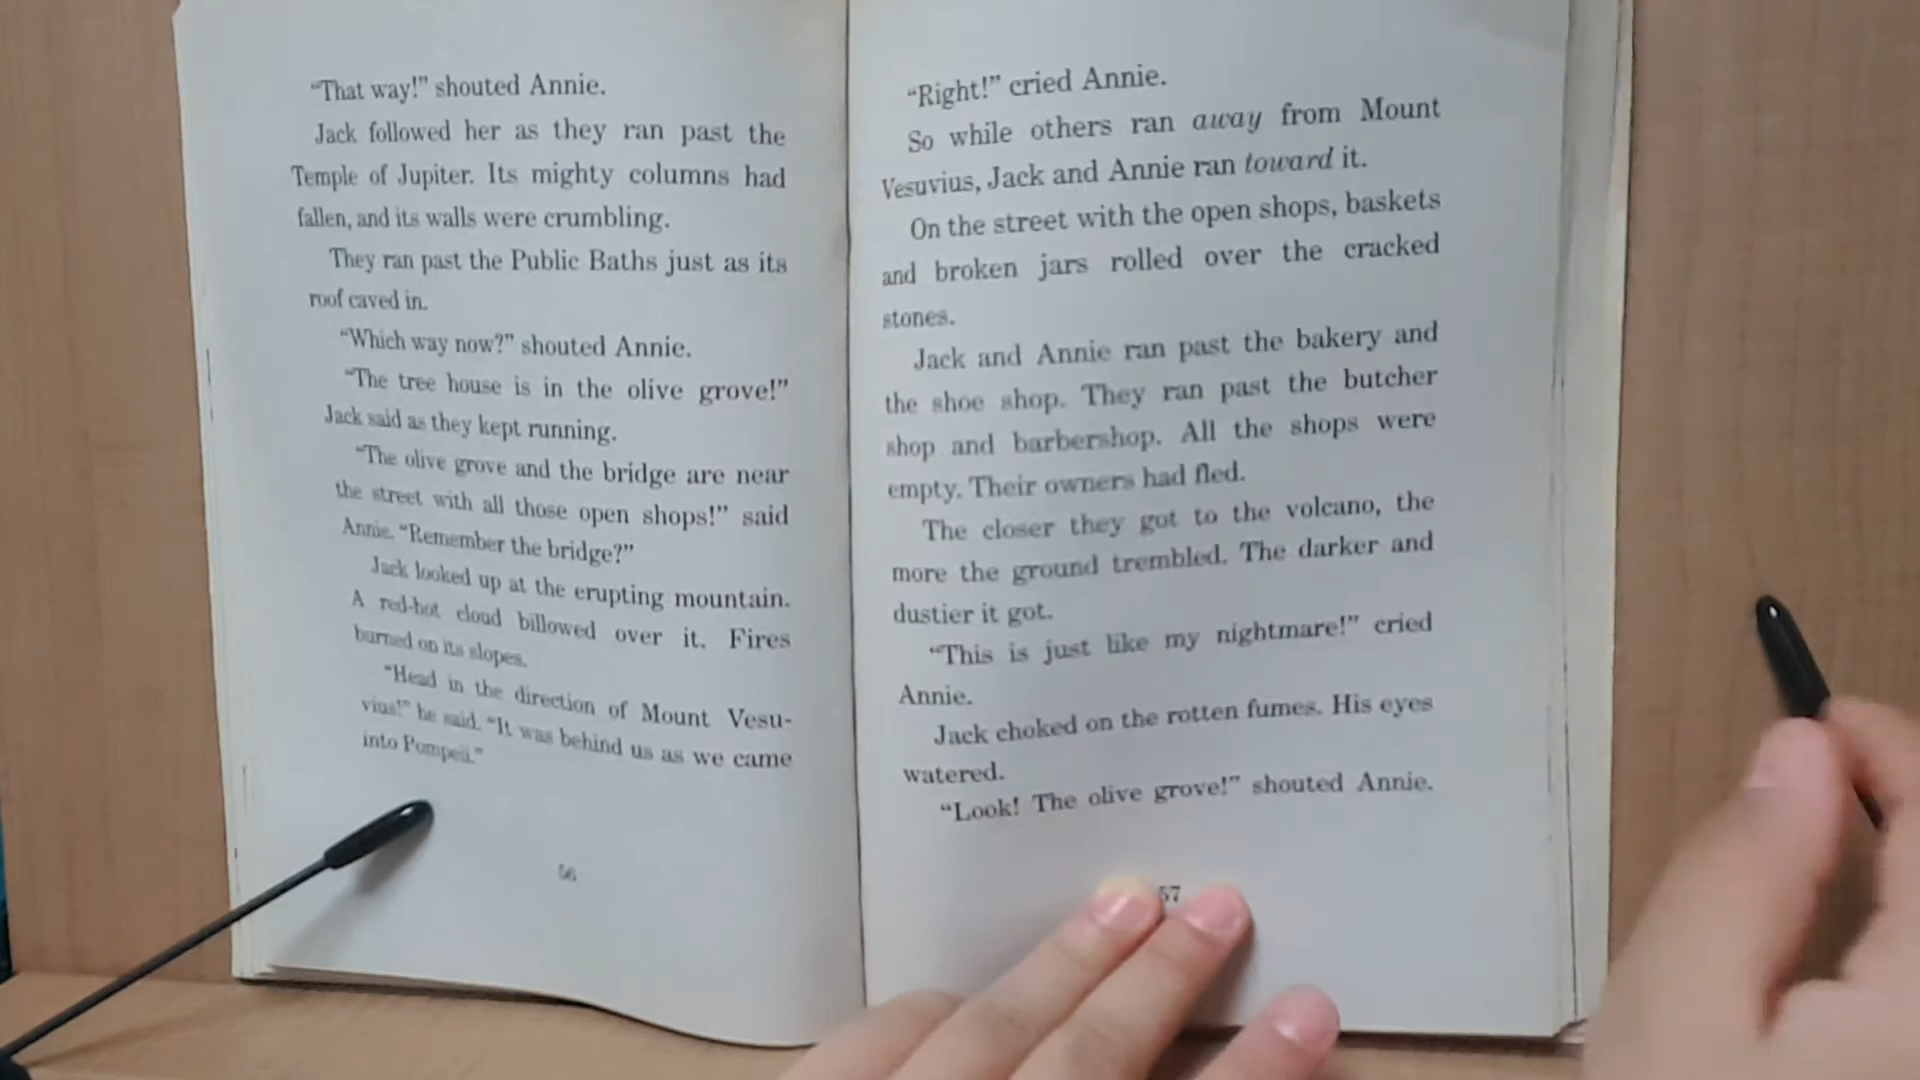 “That way!” shouted Annie.
Jack followed her as they ran past the
Temple of Jupiter. Its mighty columns had
fallen, and its walls were crumbling.
They ran past the Public Baths just as its
roof caved in.
“Which way now?” shouted Annie.
“The tree house is in the olive grove!”
Jack said as they kept running.
“The olive grove and the bridge are near
the street with all those open shops!” said
Annie. “Remember the bridge?”
Jack looked up at the erupting mountain.
A red-hot cloud billowed over it. Fires
burned on its slopes.
“Head in the direction of Mount Vesu-
vius!” he said. “It was behind us as we came
into Pompeii.”
56
“Right!” cried Annie.
So while others ran away from Mount
Vesuvius, Jack and Annie ran toward it.
On the street with the open shops, baskets
and broken jars rolled over the cracked
stones.
Jack and Annie ran past the bakery and
the shoe shop. They ran past the butcher
shop and barbershop. All the shops were
empty. Their owners had fled.
The closer they got to the volcano, the
more the ground trembled. The darker and
dustier it got.
“This is just like my nightmare!” cried
Annie.
Jack choked on the rotten fumes. His eyes
watered.
“Look! The olive grove!” shouted Annie.
57